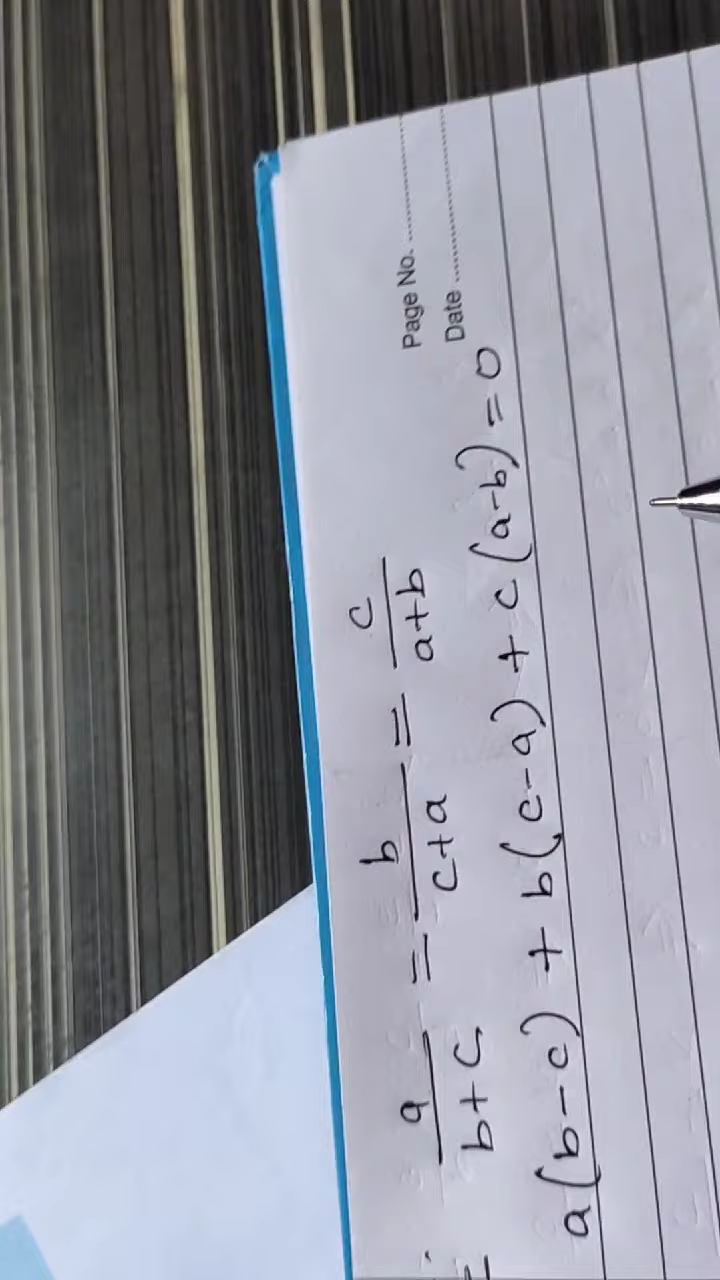 Page No. ....................
Date ....................
a/b+c = b/c+a = c/a+b
a(b-c) + b(c-a) + c(a-b) = 0